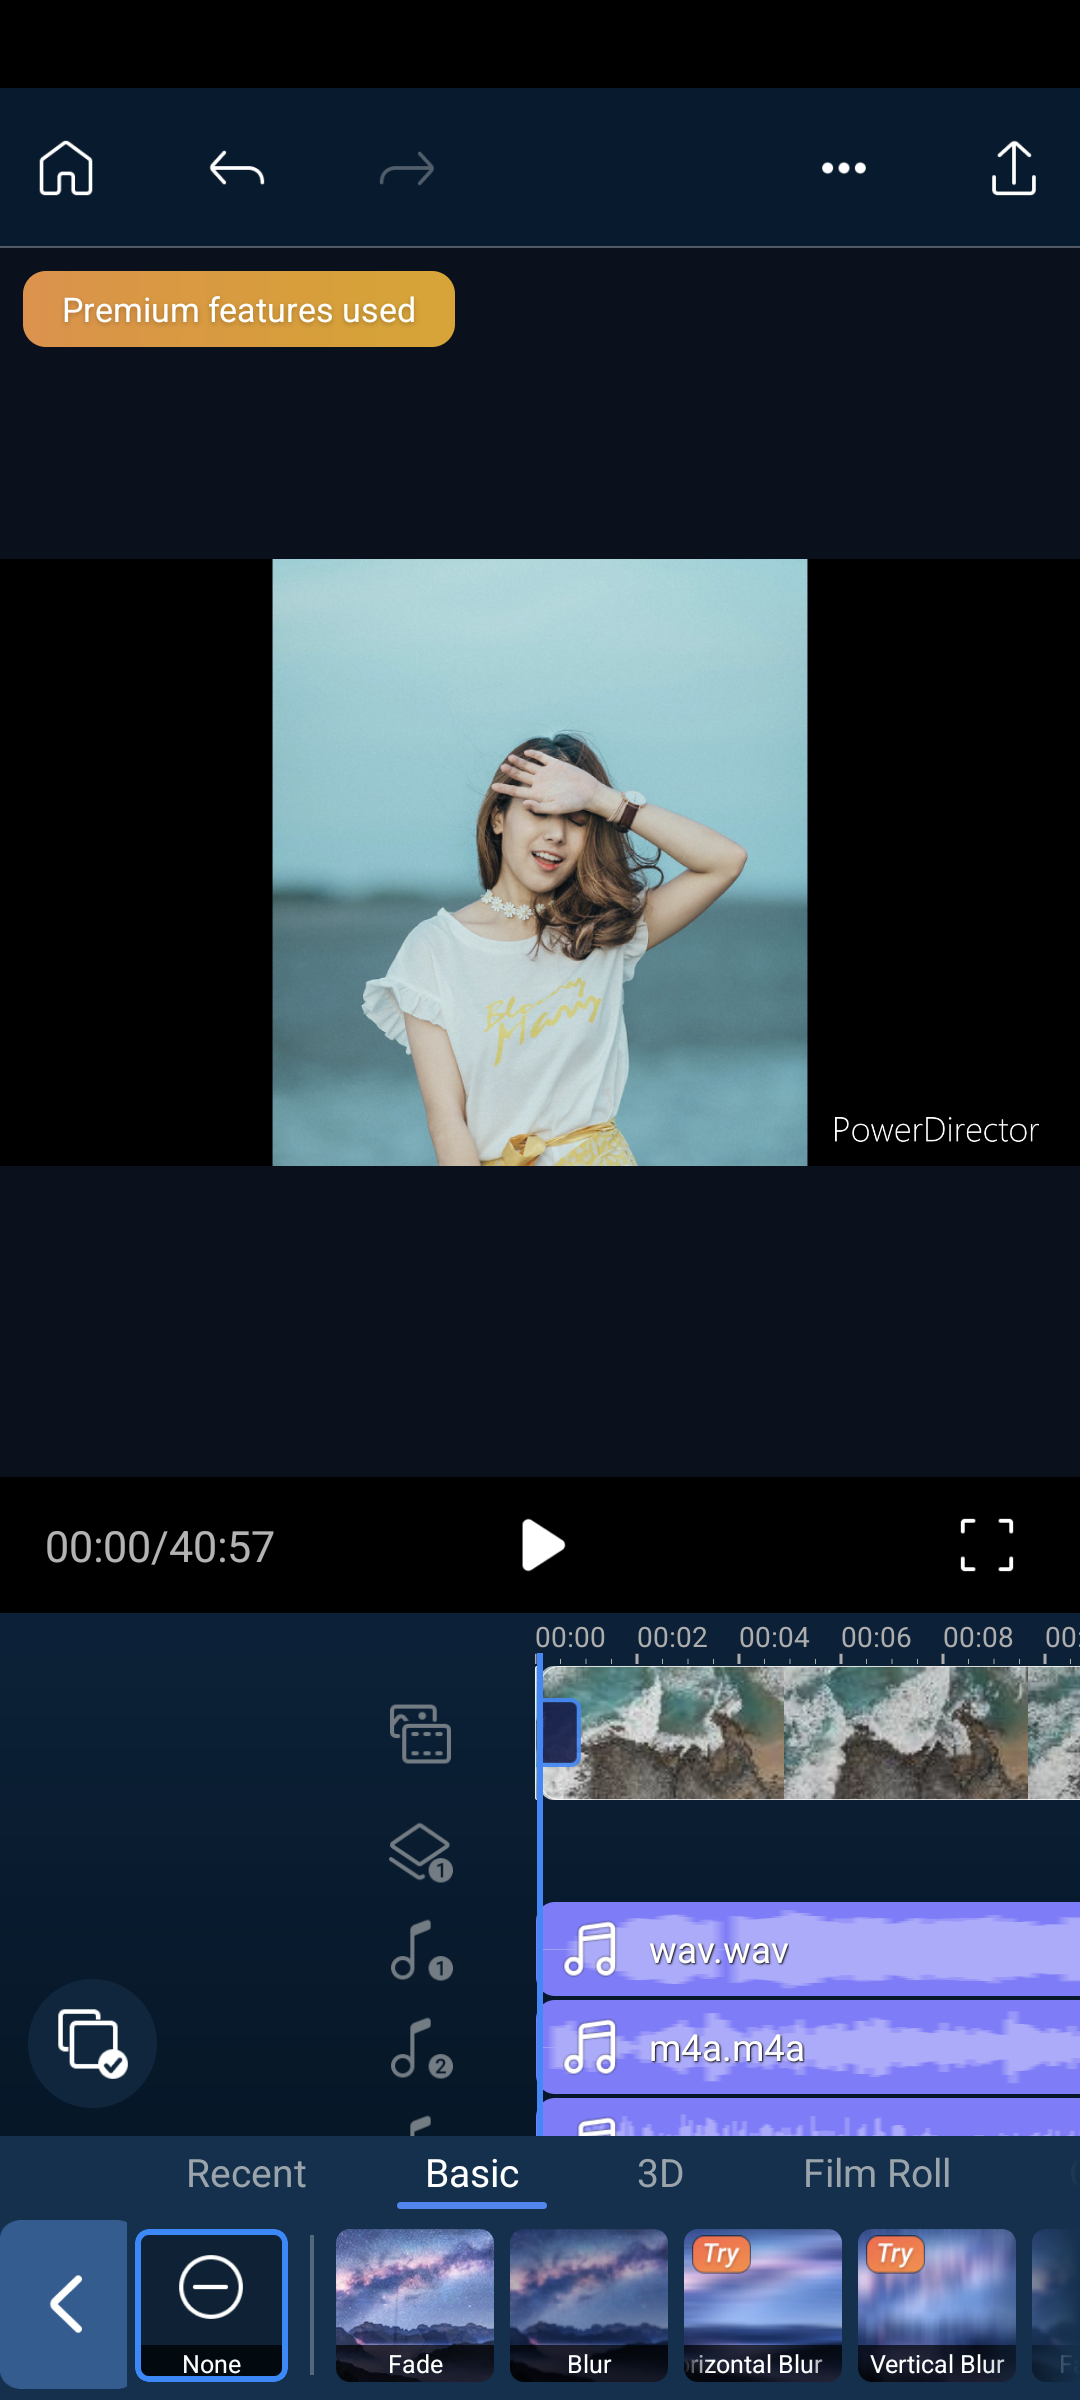 Premium features used
Blooming
Mary
PowerDirector
00:00/40:57
00:00 00:02 00:04 00:06 00:08
1
wav.wav
1
m4a.m4a
2
Recent Basic 3D Film Roll
Try Try
None Fade Blur rizontal Blur Vertical Blur